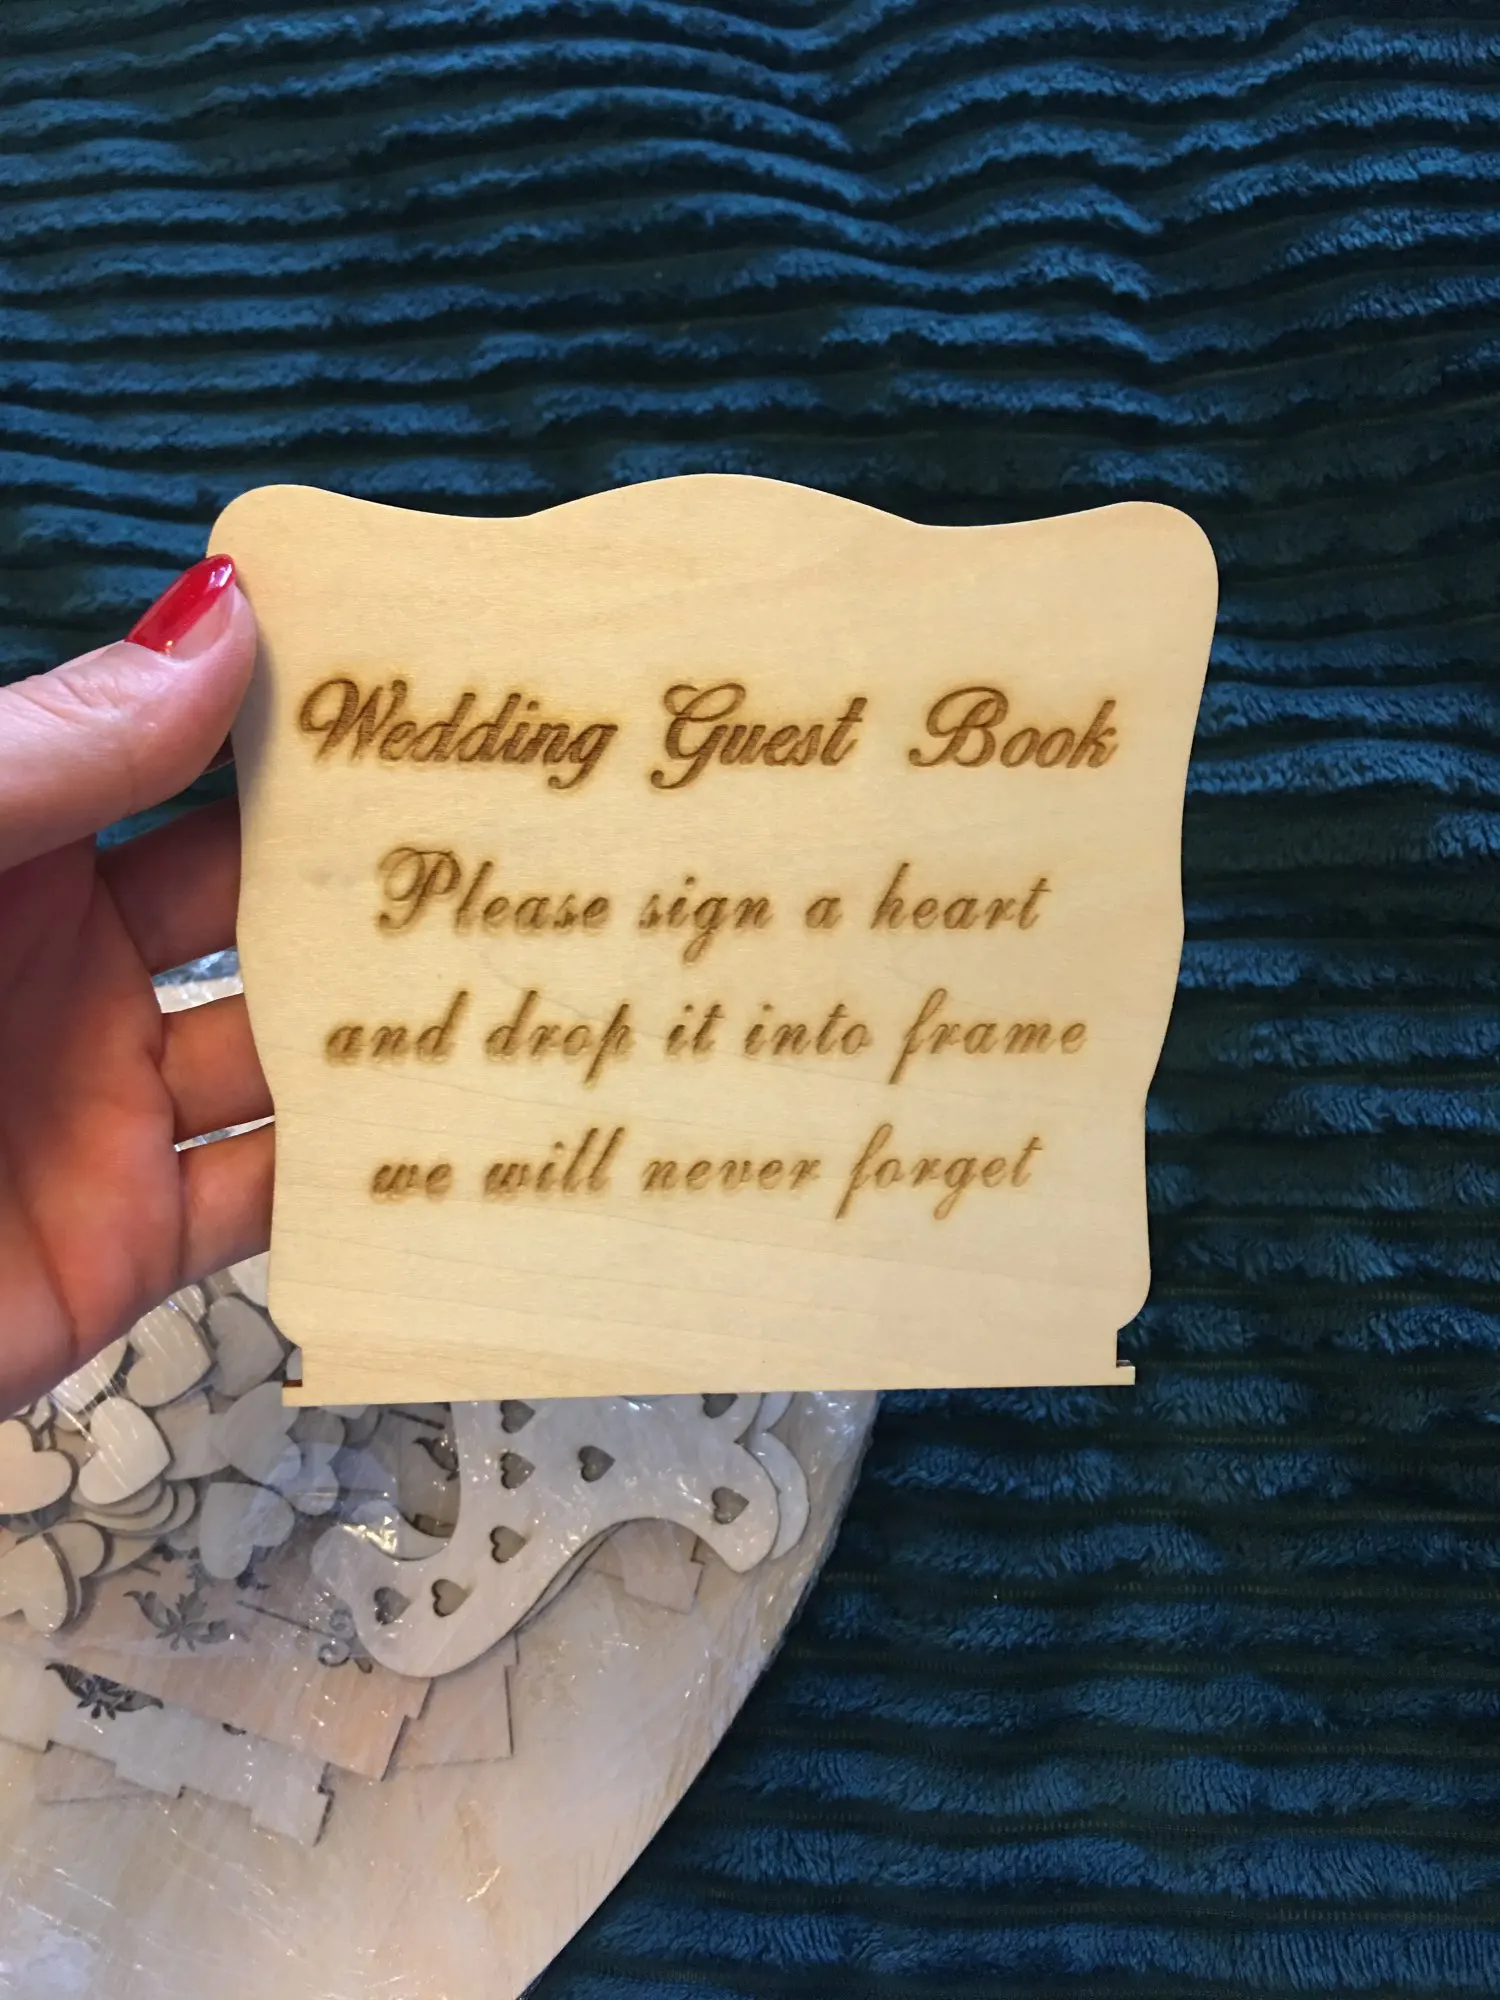 Wedding Guest Book
Please sign a heart
and drop it into frame
we will never forget